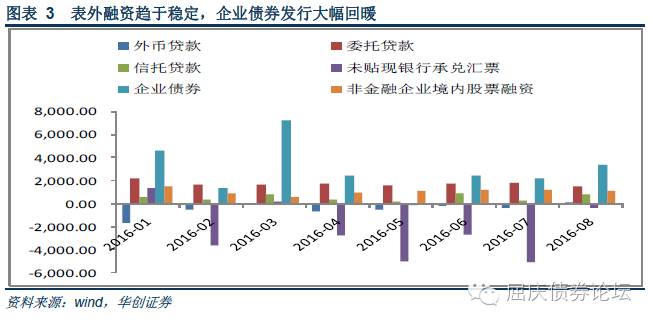 图表 3 表外融资趋于稳定，企业债券发行大幅回暖
外币贷款 委托贷款
信托贷款 未贴现银行承兑汇票
企业债券 非金融企业境内股票融资
8,000.00
6,000.00
4,000.00
2,000.00
0.00
-2,000.00
-4,000.00
-6,000.00
2016-01 2016-02 2016-03 2016-04 2016-05 2016-06 2016-07 2016-08
资料来源：wind，华创证券
屈庆债券论坛